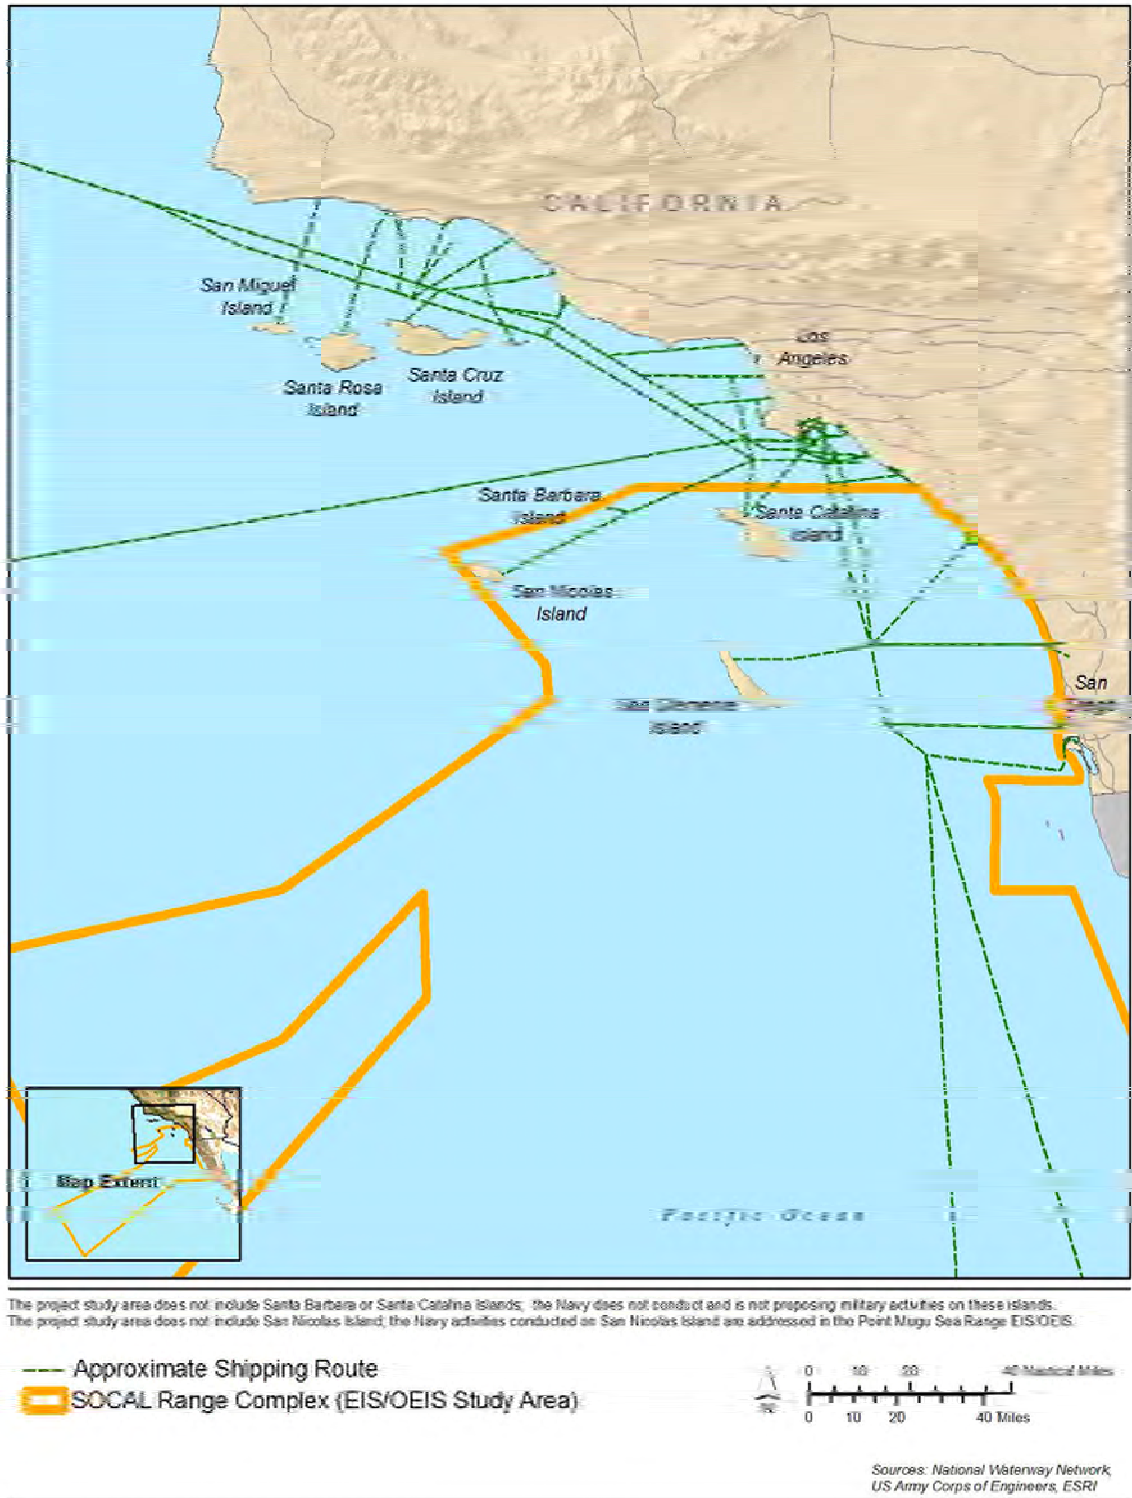 CALIFORNIA
San Miguel
Island
Los
Angeles
Santa Rosa
Island
Santa Cruz
Island
Santa Barbara
Island
Santa Catalina
Island
San Nicolas
Island
San
Diego
San Clemente
Island
Map Extent
Pacific Ocean
The project study area does not include Santa Barbara or Santa Catalina Islands; the Navy does not conduct and is not proposing military activities on these islands.
The project study area does not include San Nicolas Island; the Navy activities conducted on San Nicolas Island are addressed in the Point Mugu Sea Range EIS/OEIS.
Approximate Shipping Route
SOCAL Range Complex (EIS/OEIS Study Area)
N
0 10 20 40 Nautical Miles
0 10 20 40 Miles
Sources: National Waterway Network,
US Army Corps of Engineers, ESRI